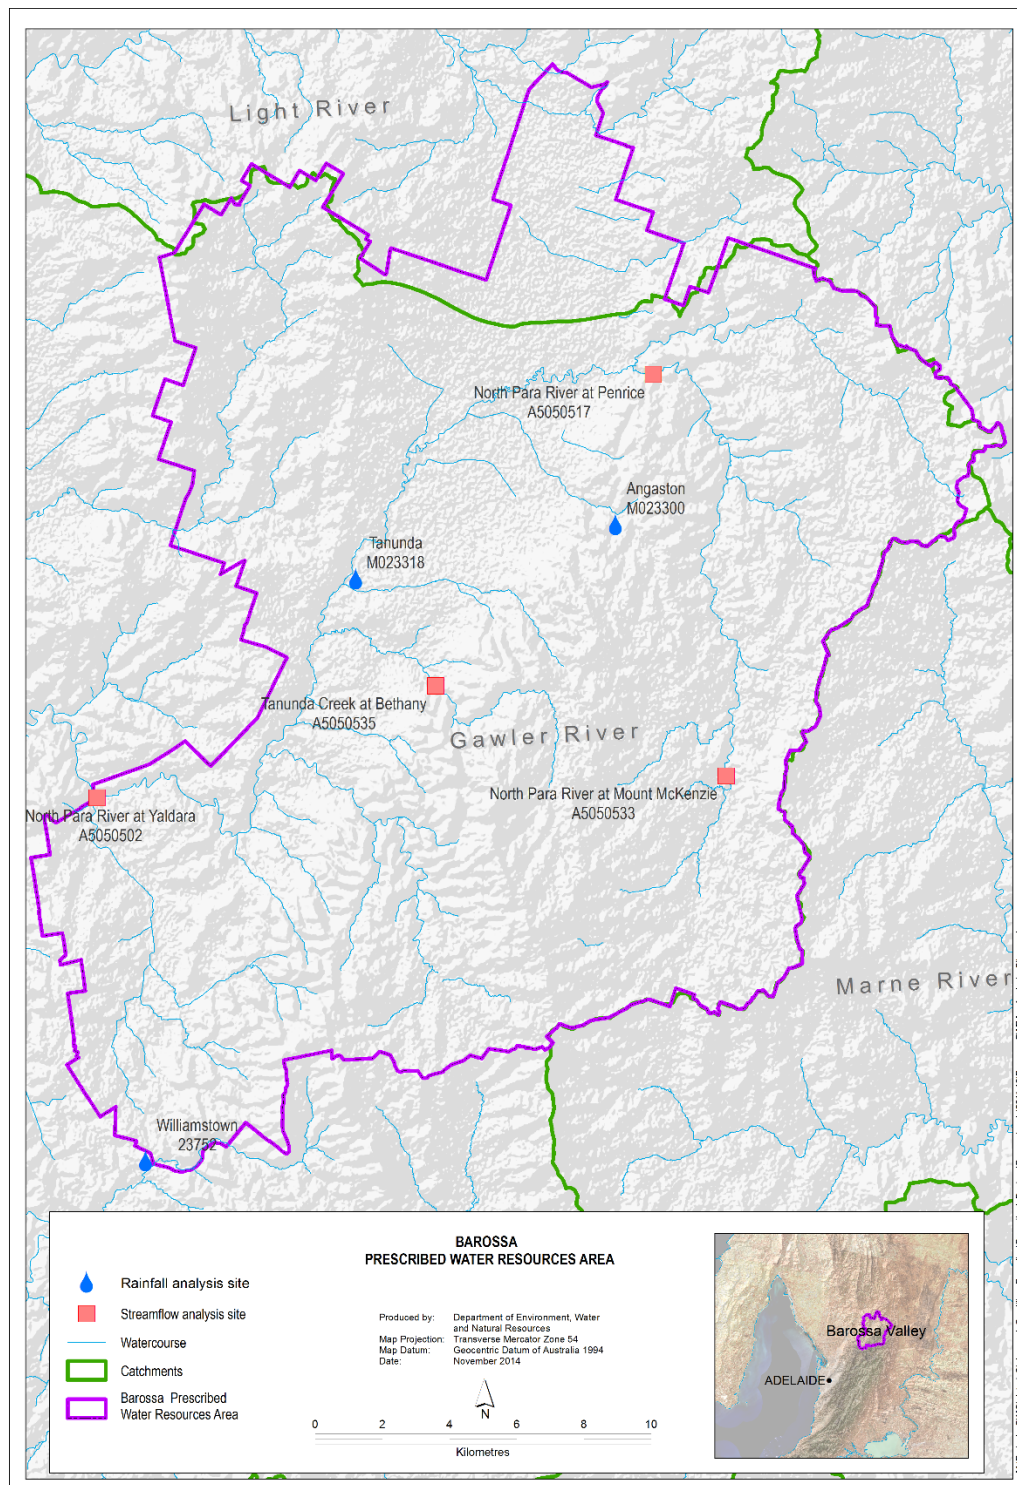 Light River
North Para River at Penrice
A5050517
Angaston
M023300
Tanunda
M023318
Tanunda Creek at Bethany
A5050535
Gawler River
North Para River at Mount McKenzie
A5050533
North Para River at Yaldara
A5050502
Marne River
Williamstown
23752
BAROSSA
PRESCRIBED WATER RESOURCES AREA
Rainfall analysis site
Streamflow analysis site
Watercourse
Catchments
Barossa Prescribed
Water Resources Area
Produced by: Department of Environment, Water
and Natural Resources
Map Projection: Transverse Mercator Zone 54
Map Datum: Geocentric Datum of Australia 1994
Date: November 2014
N
0 2 4 6 8 10
Kilometres
Barossa Valley
ADELAIDE